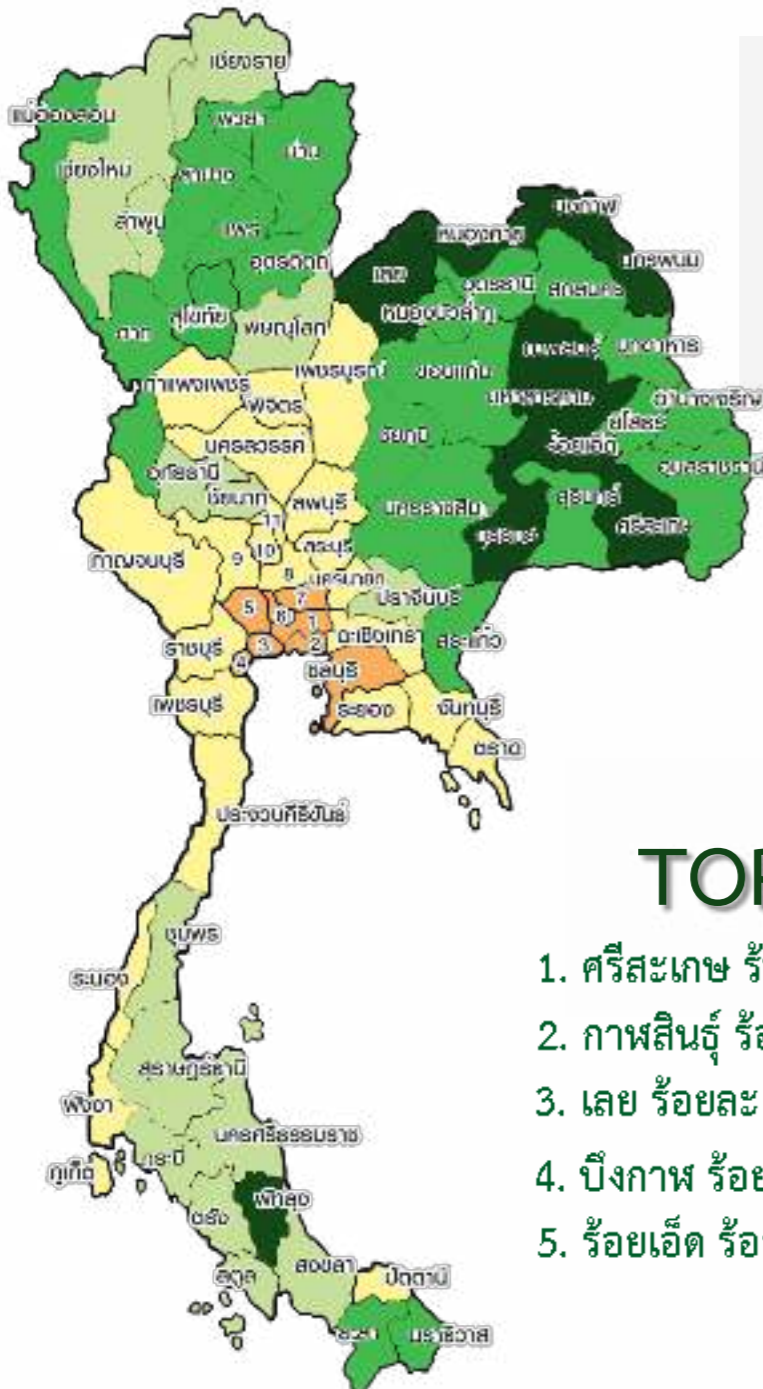 เชียงราย
แม่ฮ่องสอน
พะเยา
น่าน
เชียงใหม่
ลำปาง
ลำพูน
แพร่
อุตรดิตถ์
บึงกาฬ
หนองคาย
นครพนม
เลย
อุดรธานี
สกลนคร
หนองบัวลำภู
ตาก
สุโขทัย
พิษณุโลก
กาฬสินธุ์
มุกดาหาร
เพชรบูรณ์
ขอนแก่น
กำแพงเพชร
มหาสารคาม
อำนาจเจริญ
พิจิตร
ยโสธร
ชัยภูมิ
ร้อยเอ็ด
นครสวรรค์
อุบลราชธานี
อุทัยธานี
ชัยนาท
ลพบุรี
นครราชสีมา
สุรินทร์
ศรีสะเกษ
บุรีรัมย์
11
กาญจนบุรี
10
สระบุรี
9
8
นครนายก
ปราจีนบุรี
7
5
6
1
ฉะเชิงเทรา
สระแก้ว
ราชบุรี
3
2
4
ชลบุรี
เพชรบุรี
ระยอง
จันทบุรี
ตราด
ประจวบคีรีขันธ์
TOP
ชุมพร
1. ศรีสะเกษ
ระนอง
2. กาฬสินธุ์
สุราษฎร์ธานี
3. เลย ร้อยละ
พังงา
นครศรีธรรมราช
กระบี่
ภูเก็ต
4. บึงกาฬ ร้อย
พัทลุง
ตรัง
5. ร้อยเอ็ด
สงขลา
สตูล
ปัตตานี
ยะลา
นราธิวาส